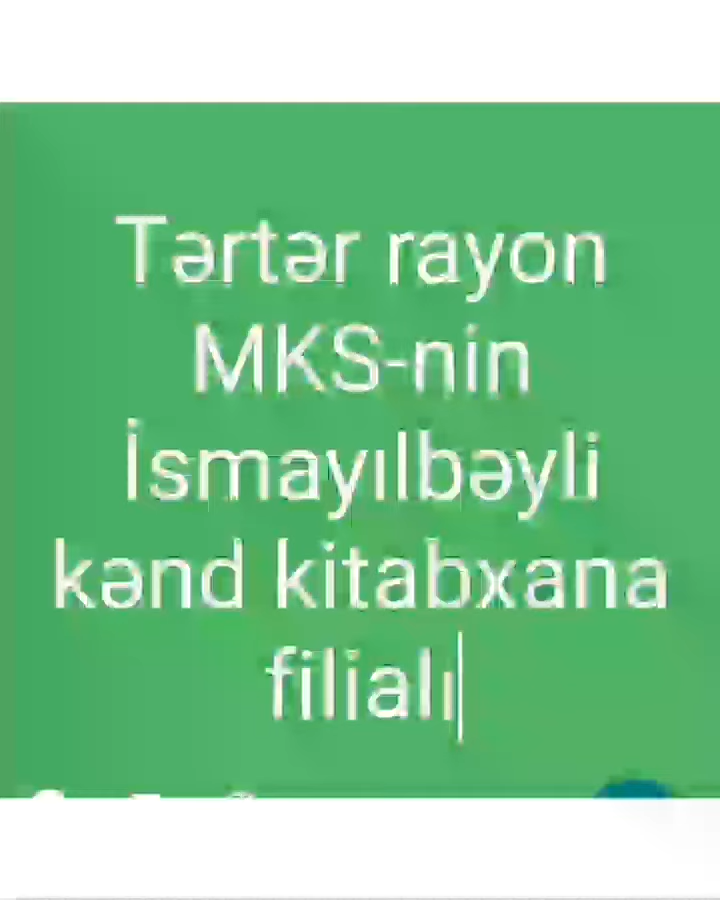 Tərtər rayon
MKS-nin
İsmayılbəyli
kənd kitabxana
filialı